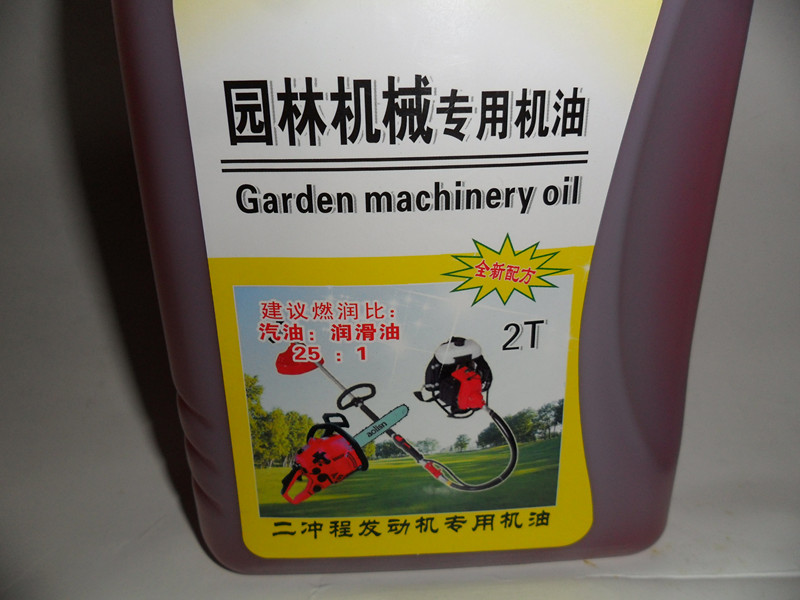 园林机械专用机油
Garden machinery oil
全新配方
建议燃润比：
汽油：润滑油
25：1
2T
aolian
二冲程发动机专用机油